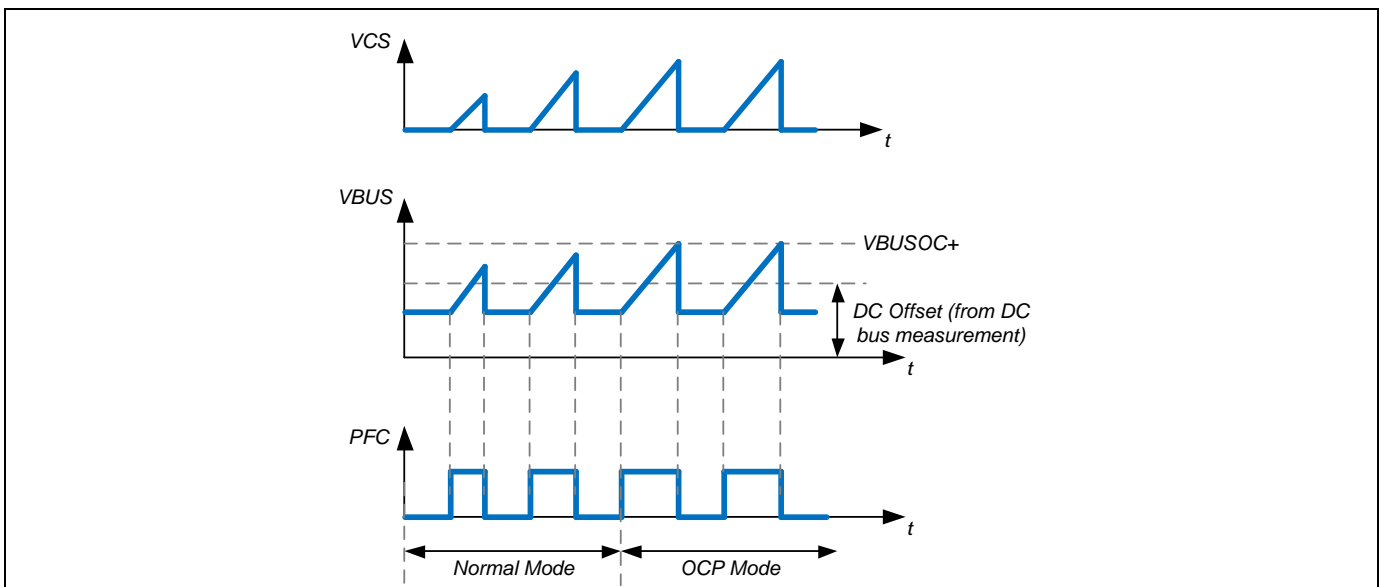 VCS
t
VBUS
VBUSOC+
DC Offset (from DC
bus measurement)
t
PFC
t
Normal Mode
OCP Mode